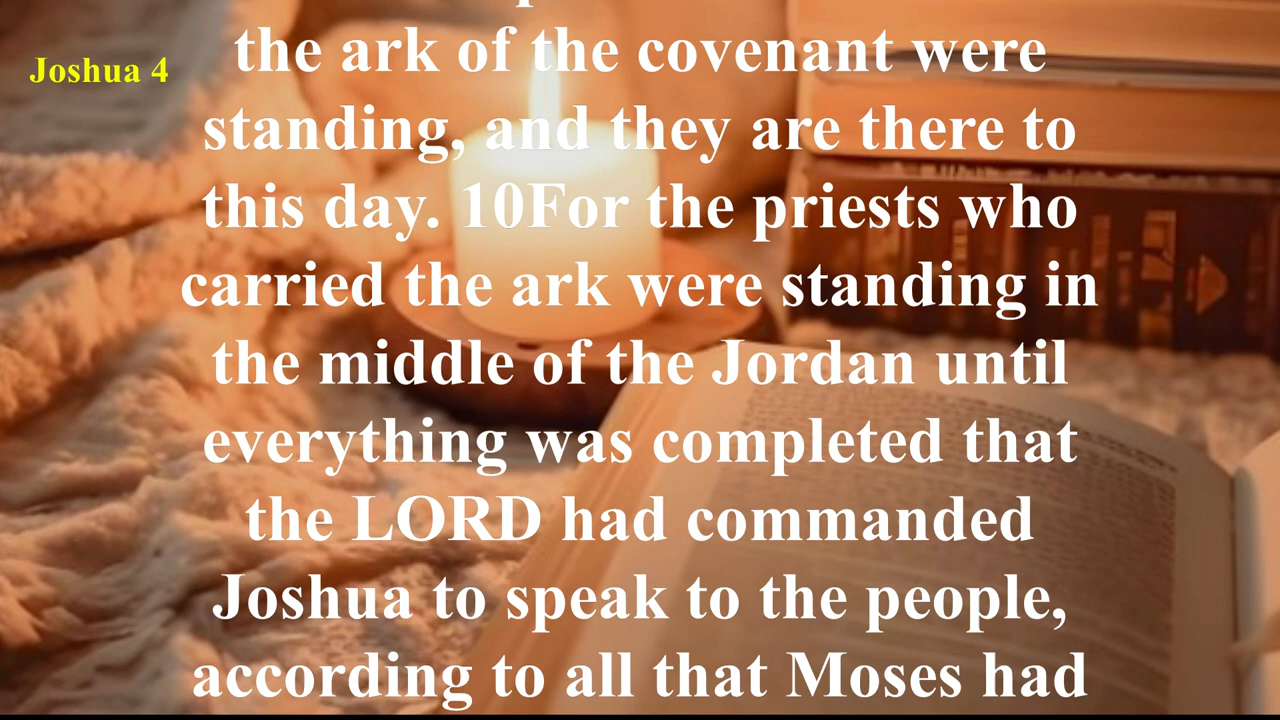 Joshua 4
the ark of the covenant were
standing, and they are there to
this day. 10For the priests who
carried the ark were standing in
the middle of the Jordan until
everything was completed that
the LORD had commanded
Joshua to speak to the people,
according to all that Moses had